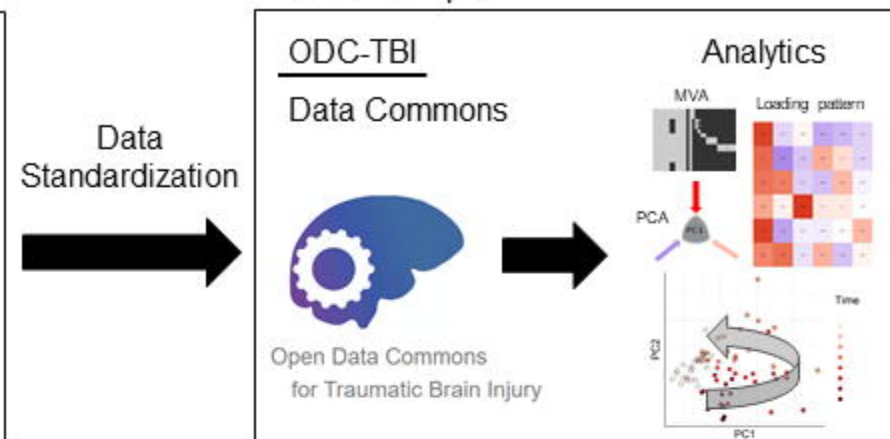 Data
Standardization
ODC-TBI
Data Commons
Open Data Commons
for Traumatic Brain Injury
Analytics
MVA
Loading pattern
PCA
PC1
Time
PC2
PC1